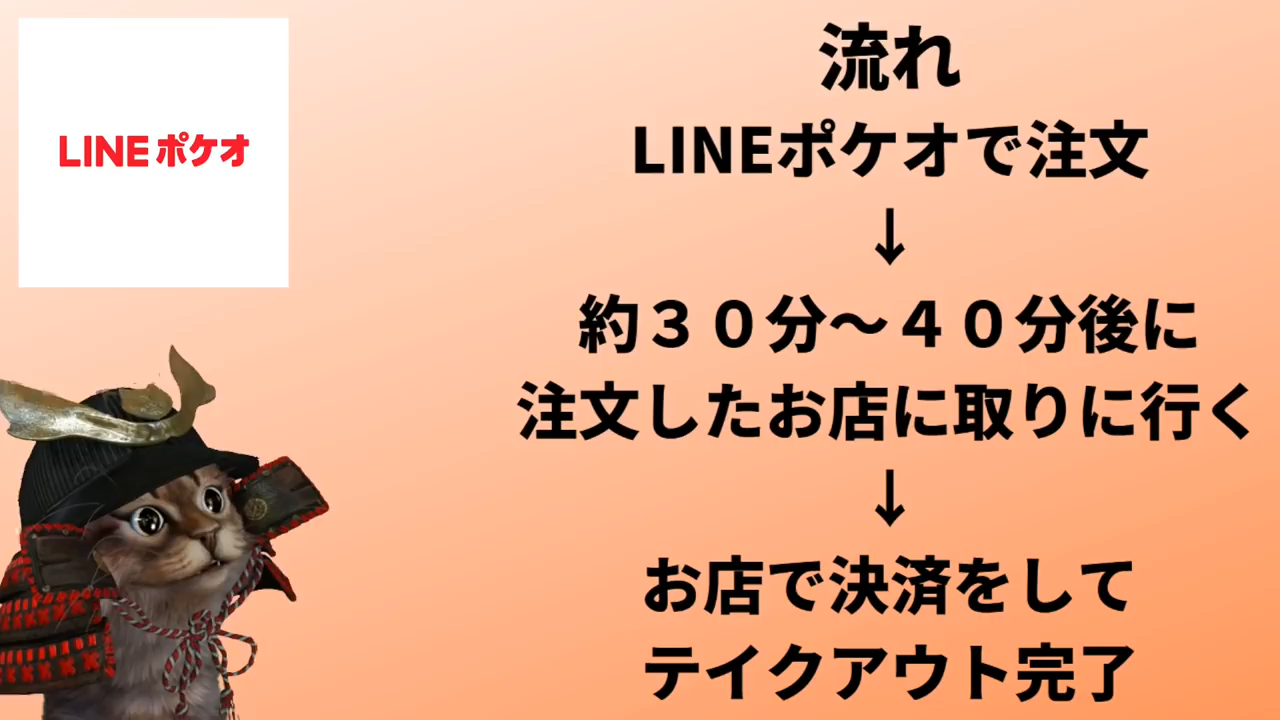 LINEポケオ
流れ
LINEポケオで注文
↓
約３０分～４０分後に
注文したお店に取りに行く
↓
お店で決済をして
テイクアウト完了